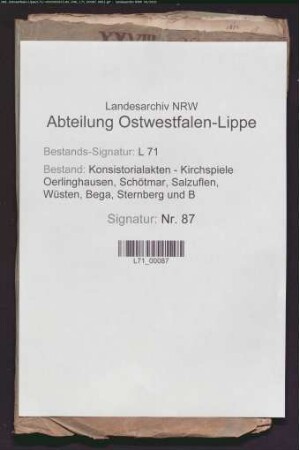 XXVIII
Landesarchiv NRW
Abteilung Ostwestfalen-Lippe
Bestands-Signatur: L 71
Bestand: Konsistorialakten - Kirchspiele
Oerlinghausen, Schötmar, Salzuflen,
Wüsten, Bega, Sternberg und B
Signatur: Nr. 87
L71_00087